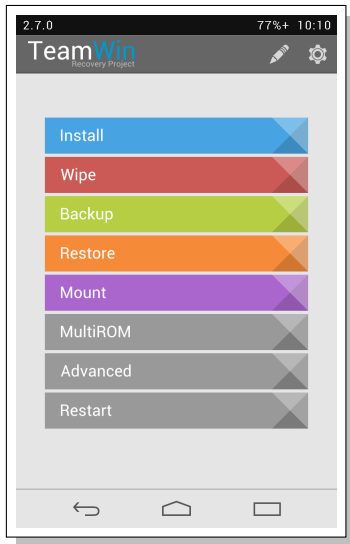 2.7.0 77%+ 10:10
TeamWin
Recovery Project
Install
Wipe
Backup
Restore
Mount
MultiROM
Advanced
Restart